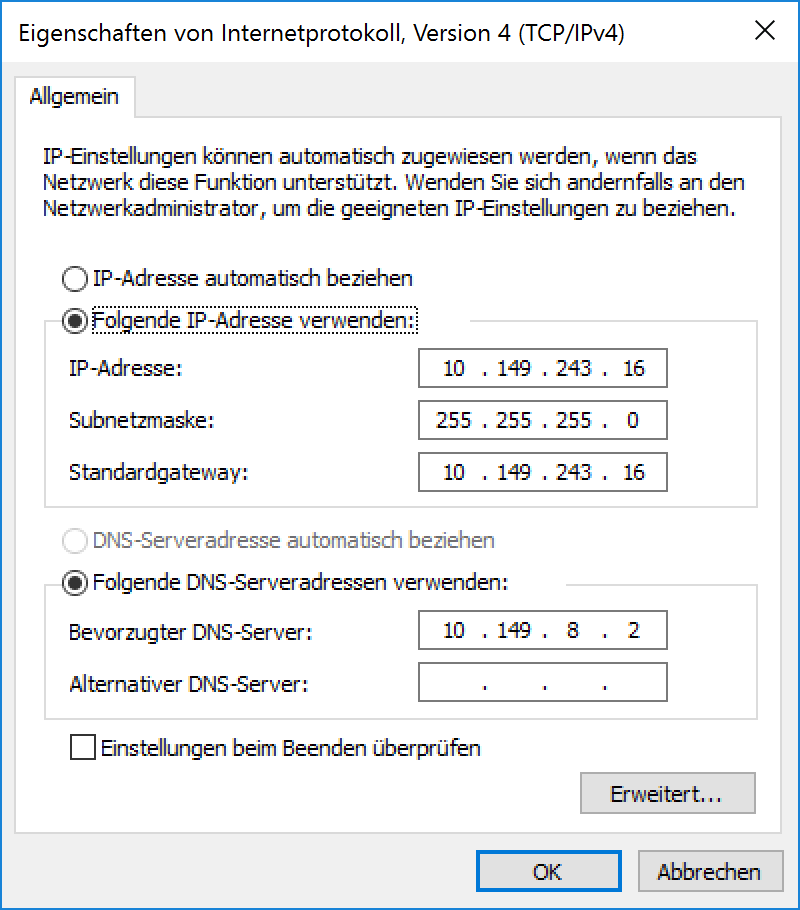 Eigenschaften von Internetprotokoll, Version 4 (TCP/IPv4)
Allgemein
IP-Einstellungen können automatisch zugewiesen werden, wenn das
Netzwerk diese Funktion unterstützt. Wenden Sie sich andernfalls an den
Netzwerkadministrator, um die geeigneten IP-Einstellungen zu beziehen.
IP-Adresse automatisch beziehen
Folgende IP-Adresse verwenden:
IP-Adresse: 10 . 149 . 243 . 16
Subnetzmaske: 255 . 255 . 255 . 0
Standardgateway: 10 . 149 . 243 . 16
DNS-Serveradresse automatisch beziehen
Folgende DNS-Serveradressen verwenden:
Bevorzugter DNS-Server: 10 . 149 . 8 . 2
Alternativer DNS-Server: . . .
Einstellungen beim Beenden überprüfen
Erweitert...
OK Abbrechen